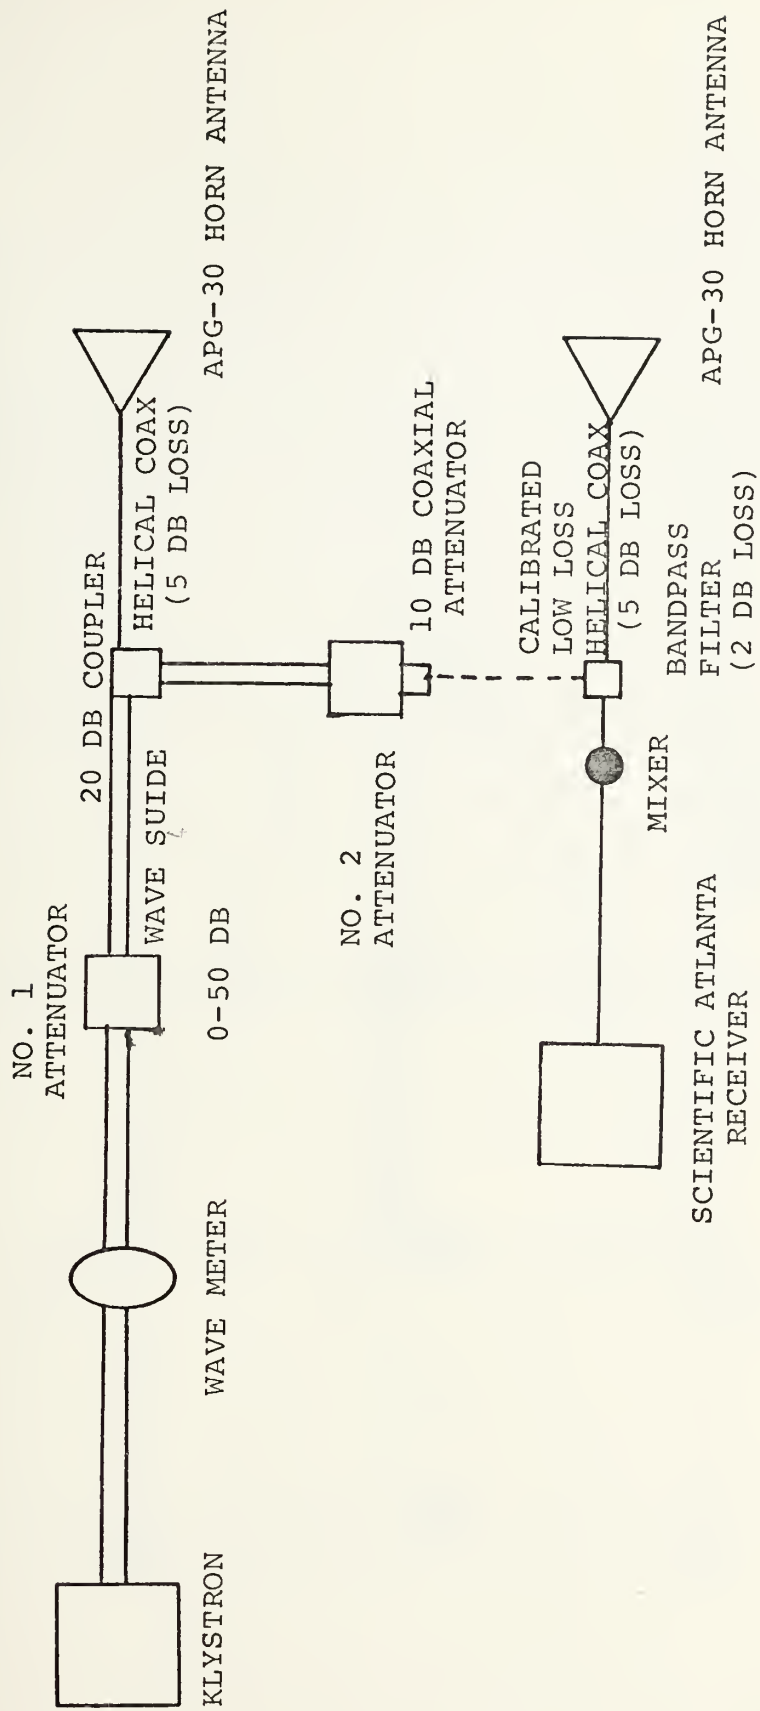 NO. 1
ATTENUATOR
20 DB COUPLER
WAVE SUIDE
HELICAL COAX
(5 DB LOSS)
KLYSTRON
WAVE METER
0-50 DB
APG-30 HORN ANTENNA
NO. 2
ATTENUATOR
10 DB COAXIAL
ATTENUATOR
CALIBRATED
LOW LOSS
HELICAL COAX
(5 DB LOSS)
SCIENTIFIC ATLANTA
RECEIVER
MIXER
BANDPASS
FILTER
(2 DB LOSS)
APG-30 HORN ANTENNA